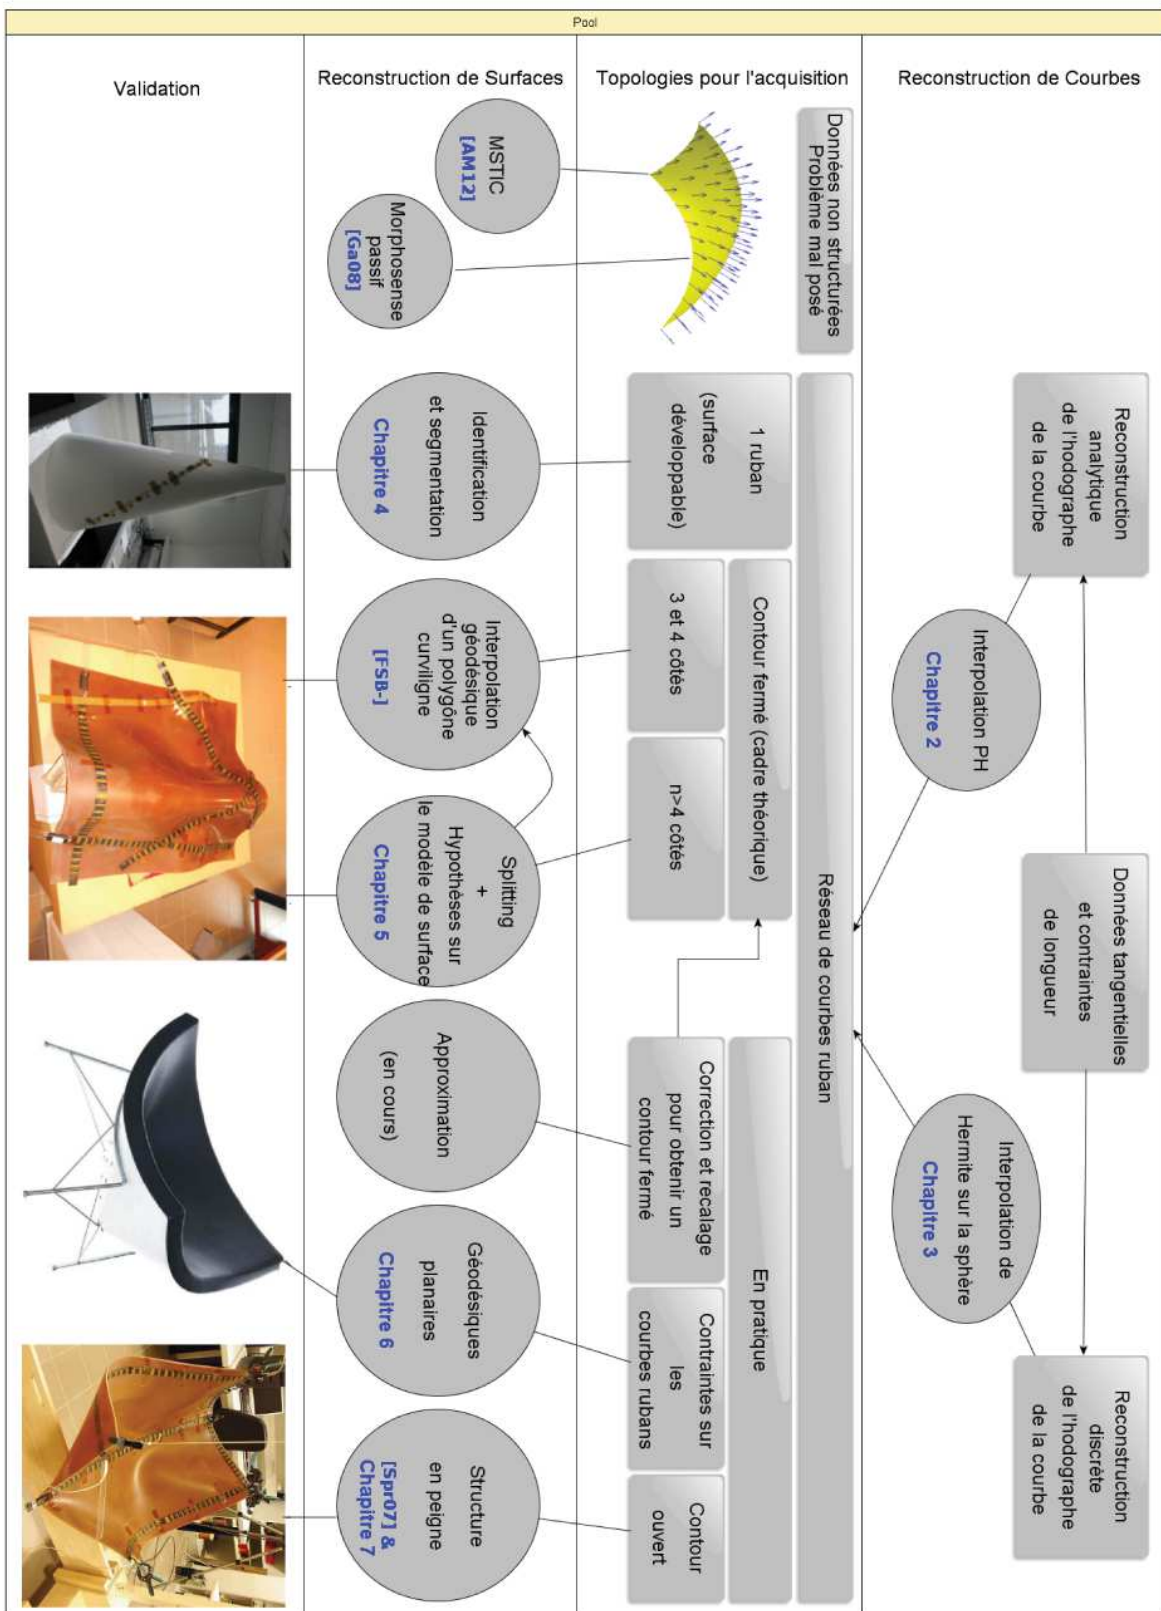 Pool
Validation
Reconstruction de Surfaces
Topologies pour l'acquisition
Reconstruction de Courbes
Reconstruction
analytique
de l'hodographe
de la courbe
Données tangentielles
et contraintes
de longueur
Reconstruction
discrète
de l'hodographe
de la courbe
Interpolation PH
Chapitre 2
Interpolation de
Hermite sur la sphère
Chapitre 3
Données non structurées
Problème mal posé
Réseau de courbes ruban
1 ruban
(surface
développable)
Contour fermé (cadre théorique)
3 et 4 côtés
n>4 côtés
En pratique
Correction et recalage
pour obtenir un
contour fermé
Contraintes sur
les
courbes rubans
Contour
ouvert
MSTIC
[AM12]
Morphosense
passif
[Ga08]
Identification
et segmentation
Chapitre 4
Interpolation
géodésique
d'un polygône
curviligne
[FSB-]
Splitting
+
Hypothèses sur
le modèle de surface
Chapitre 5
Approximation
(en cours)
Géodésiques
planaires
Chapitre 6
Structure
en peigne
[Spr07] &
Chapitre 7